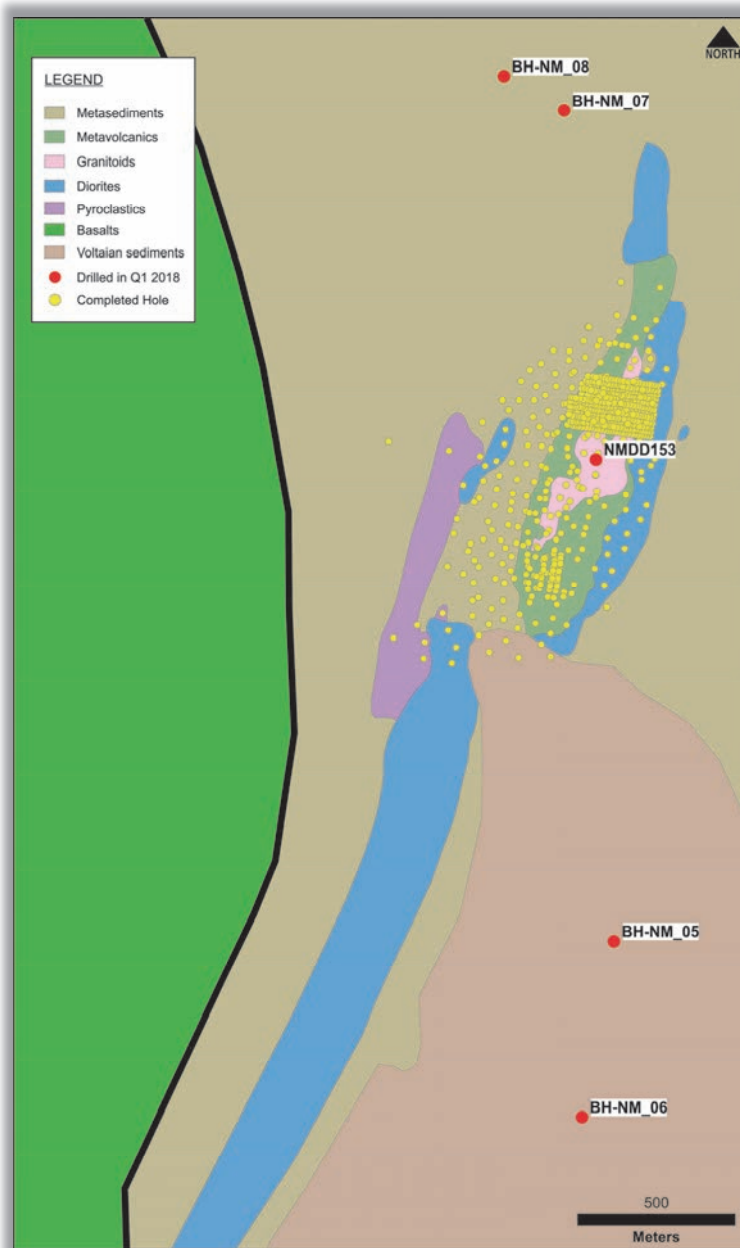 NORTH
BH-NM_08
BH-NM_07
LEGEND
Metasediments
Metavolcanics
Granitoids
Diorites
Pyroclastics
Basalts
Voltaian sediments
Drilled in Q1 2018
Completed Hole
NMDD153
BH-NM_05
BH-NM_06
500
Meters